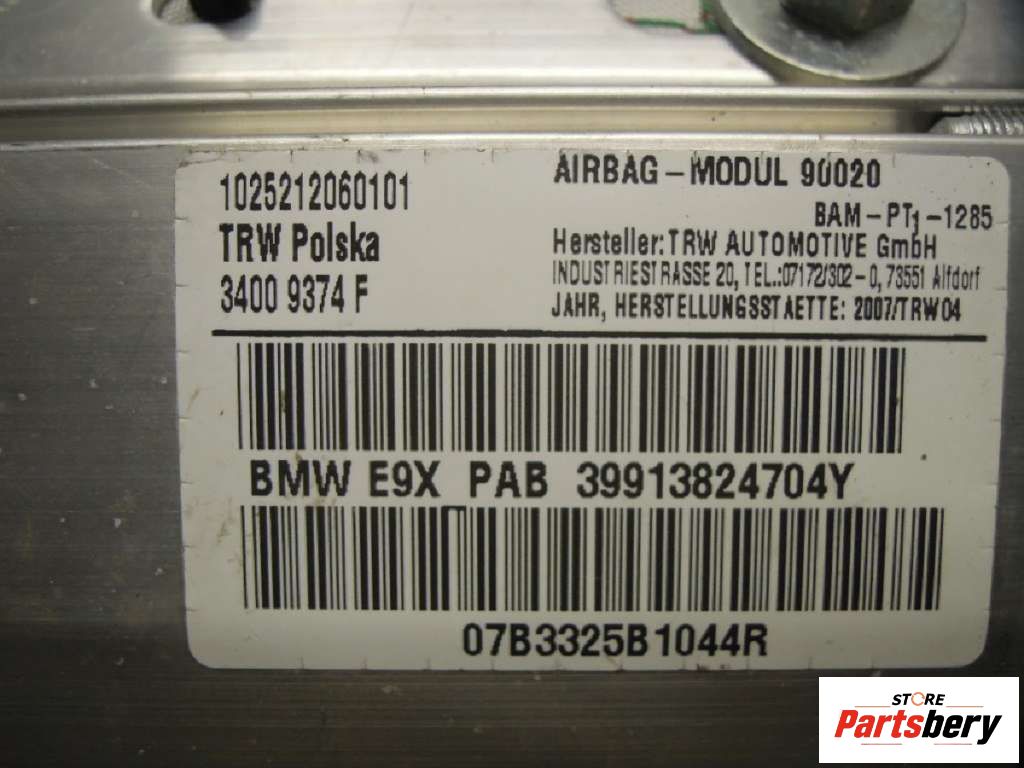 1025212060101
TRW Polska
3400 9374 F
AIRBAG-MODUL 90020
BAM-PT1-1285
Hersteller: TRW AUTOMOTIVE GmbH
INDUSTRIESTRASSE 20, TEL.:07172/302-0, 73551 Alfdorf
JAHR, HERSTELLUNGSSTAETTE: 2007/TRW04
BMW E9X PAB 39913824704Y
07B3325B1044R
STORE
Partsbery